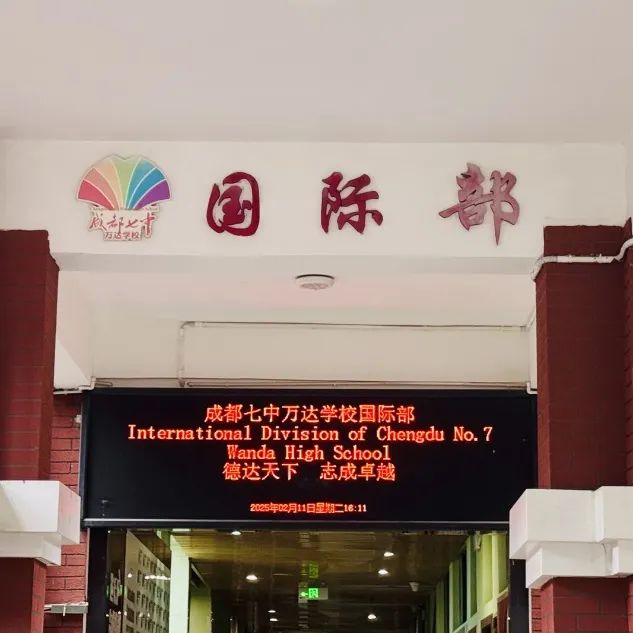 国际部
成都七中
万达学校
成都七中万达学校国际部
International Division of Chengdu No.7
Wanda High School
德达天下 志成卓越
2025年02月11日星期二16:11